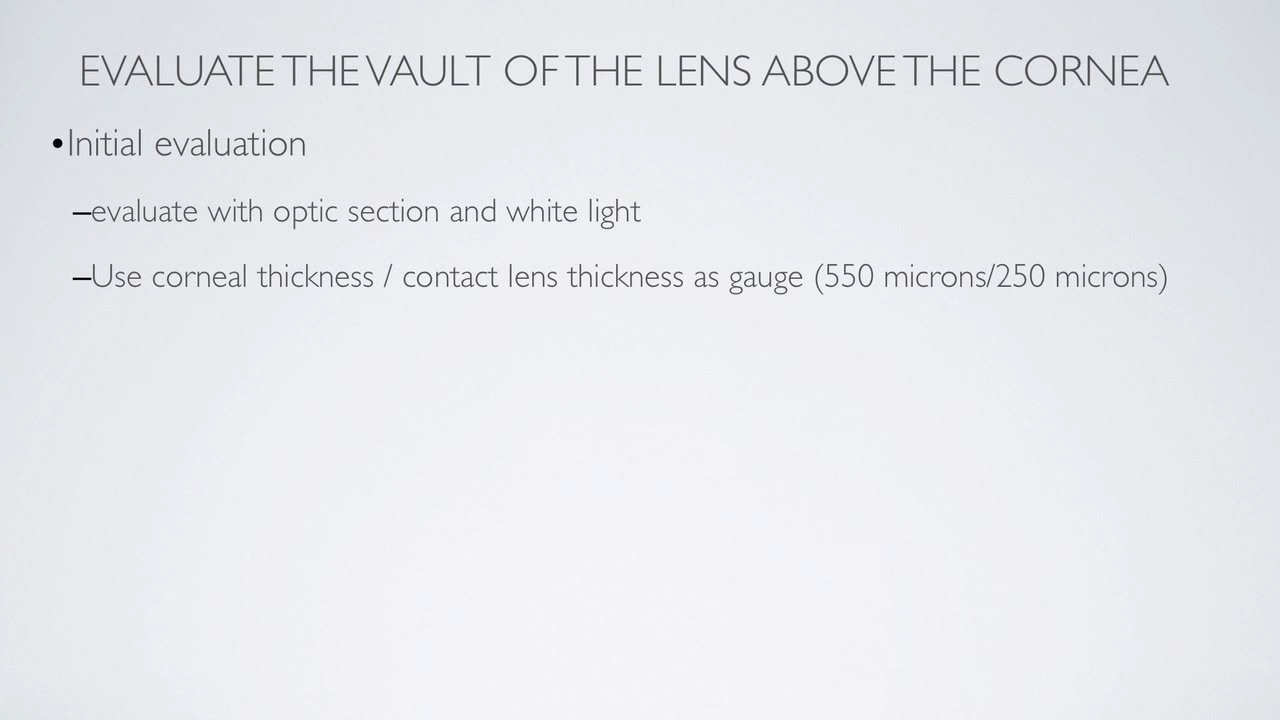 EVALUATE THE VAULT OF THE LENS ABOVE THE CORNEA
•Initial evaluation
–evaluate with optic section and white light
–Use corneal thickness / contact lens thickness as gauge (550 microns/250 microns)